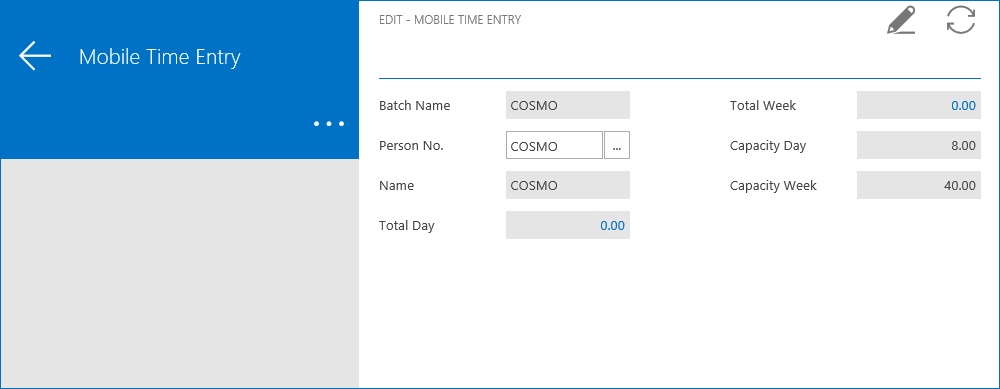 Mobile Time Entry
...
EDIT - MOBILE TIME ENTRY
Batch Name COSMO
Person No. COSMO ...
Name COSMO
Total Day 0.00
Total Week 0.00
Capacity Day 8.00
Capacity Week 40.00